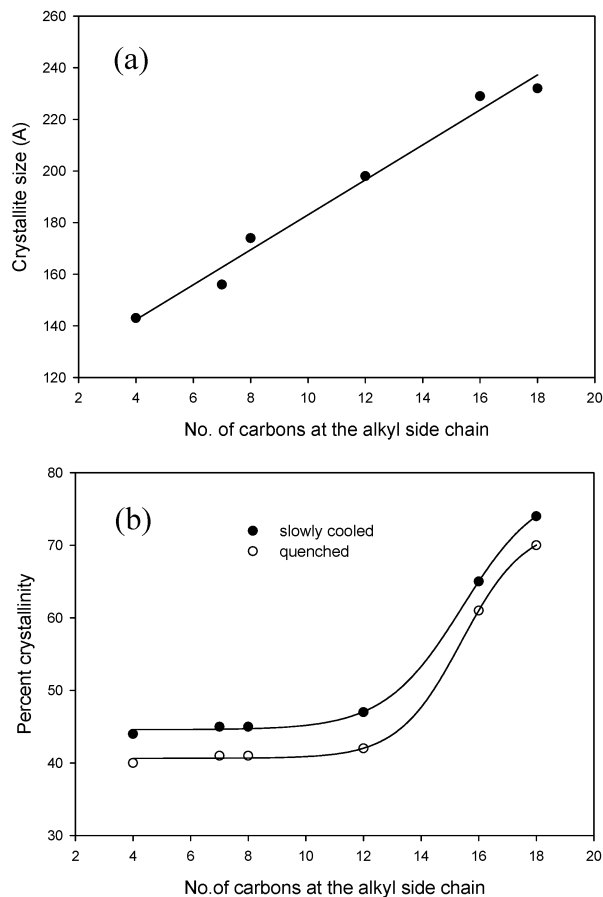 260
(a)
240
220
200
180
160
140
120
Crystallite size (A)
2 4 6 8 10 12 14 16 18 20
No. of carbons at the alkyl side chain
80
(b)
slowly cooled
quenched
70
60
50
40
30
Percent crystallinity
2 4 6 8 10 12 14 16 18 20
No.of carbons at the alkyl side chain